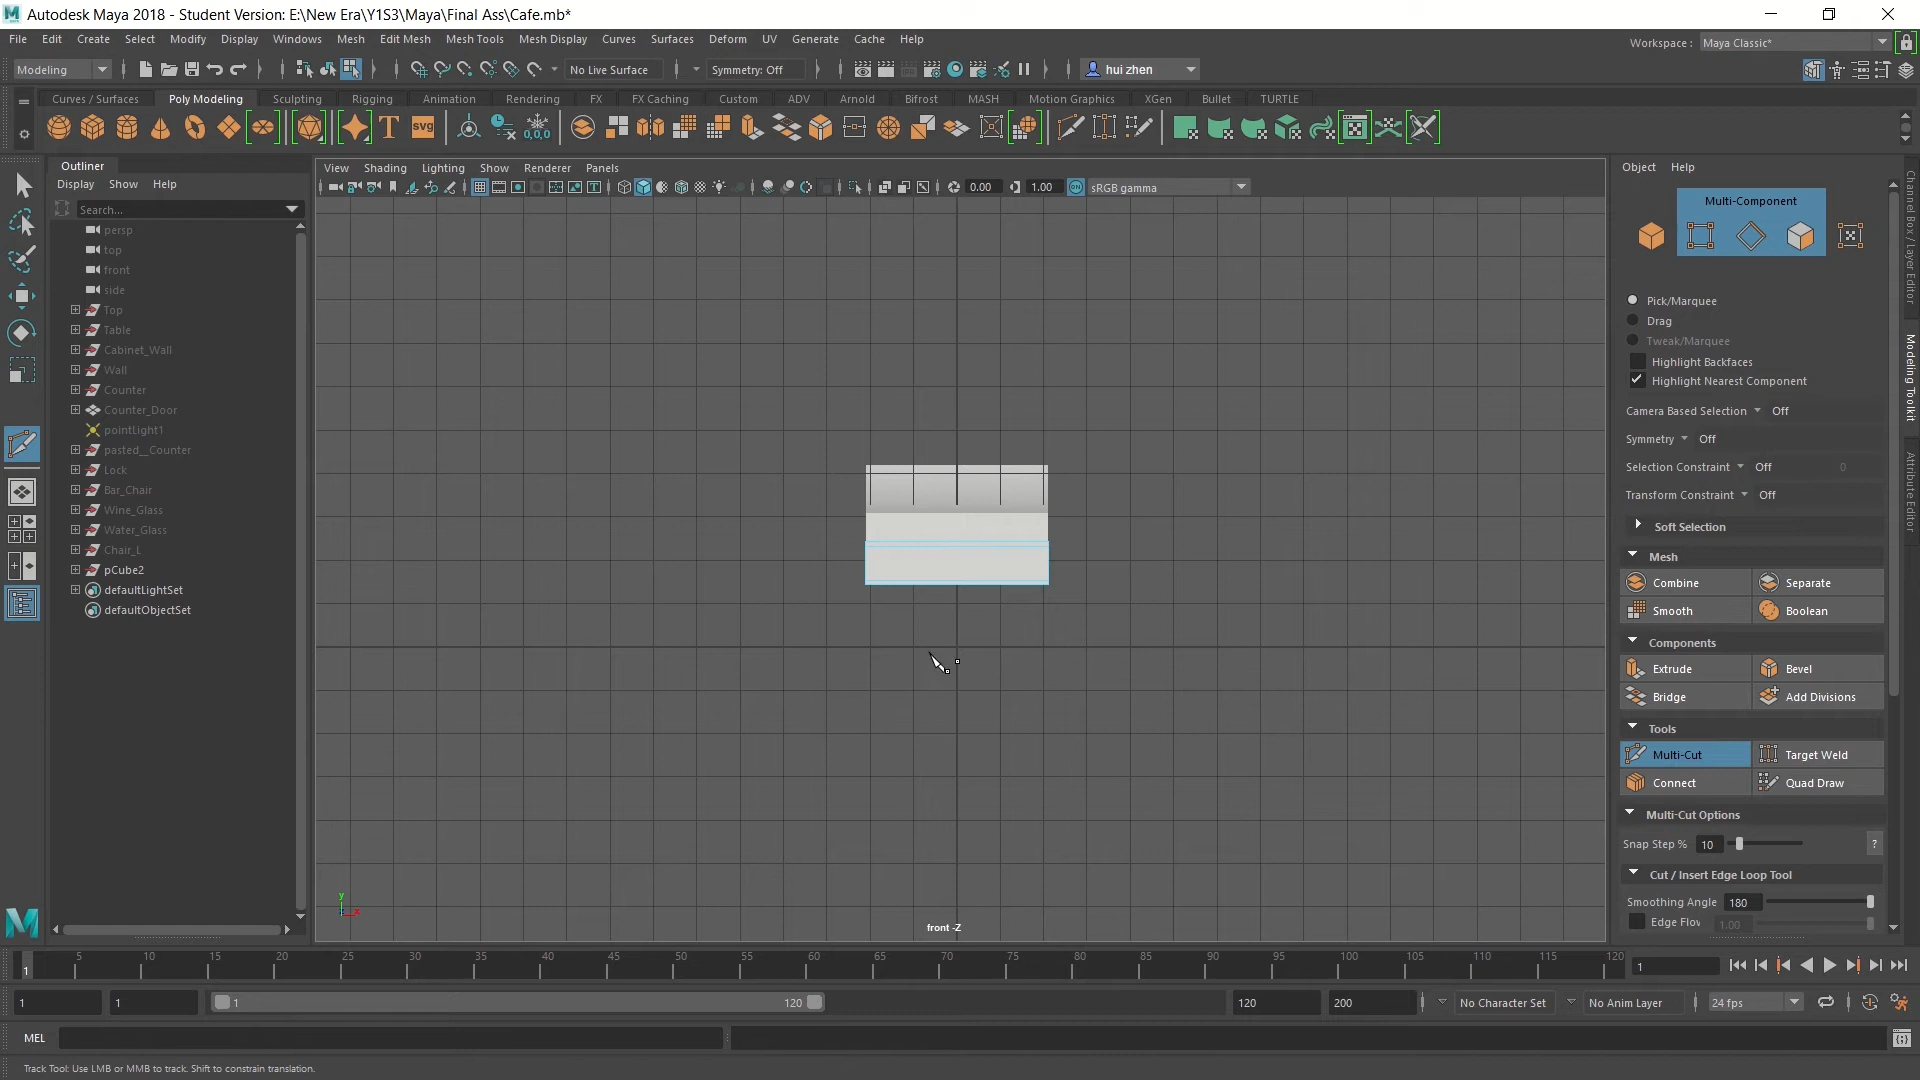 Autodesk Maya 2018 - Student Version: E:\New Era\Y1S3\Maya\Final Ass\Cafe.mb*
File Edit Create Select Modify Display Windows Mesh Edit Mesh Mesh Tools Mesh Display Curves Surfaces Deform UV Generate Cache Help
Workspace : Maya Classic*
Modeling No Live Surface Symmetry: Off hui zhen
Curves / Surfaces Poly Modeling Sculpting Rigging Animation Rendering FX FX Caching Custom ADV Arnold Bifrost MASH Motion Graphics XGen Bullet TURTLE
T svg 0,0,0
Outliner
Display Show Help
Search...
persp
top
front
side
Top
Table
Cabinet_Wall
Wall
Counter
Counter_Door
pointLight1
pasted__Counter
Lock
Bar_Chair
Wine_Glass
Water_Glass
Chair_L
pCube2
defaultLightSet
defaultObjectSet
View Shading Lighting Show Renderer Panels
0.00 1.00 ON sRGB gamma
y
front -Z
Object Help
Multi-Component
Pick/Marquee
Drag
Tweak/Marquee
Highlight Backfaces
Highlight Nearest Component
Camera Based Selection Off
Symmetry Off
Selection Constraint Off 0
Transform Constraint Off
Soft Selection
Mesh
Combine Separate
Smooth Boolean
Components
Extrude Bevel
Bridge Add Divisions
Tools
Multi-Cut Target Weld
Connect Quad Draw
Multi-Cut Options
Snap Step % 10 ?
Cut / Insert Edge Loop Tool
Smoothing Angle 180
Edge Flow 1.00
Channel Box / Layer Editor
Modeling Toolkit
Attribute Editor
1 5 10 15 20 25 30 35 40 45 50 55 60 65 70 75 80 85 90 95 100 105 110 115 120 1
1 1 1 120 120 200 No Character Set No Anim Layer 24 fps
MEL
Track Tool: Use LMB or MMB to track. Shift to constrain translation.